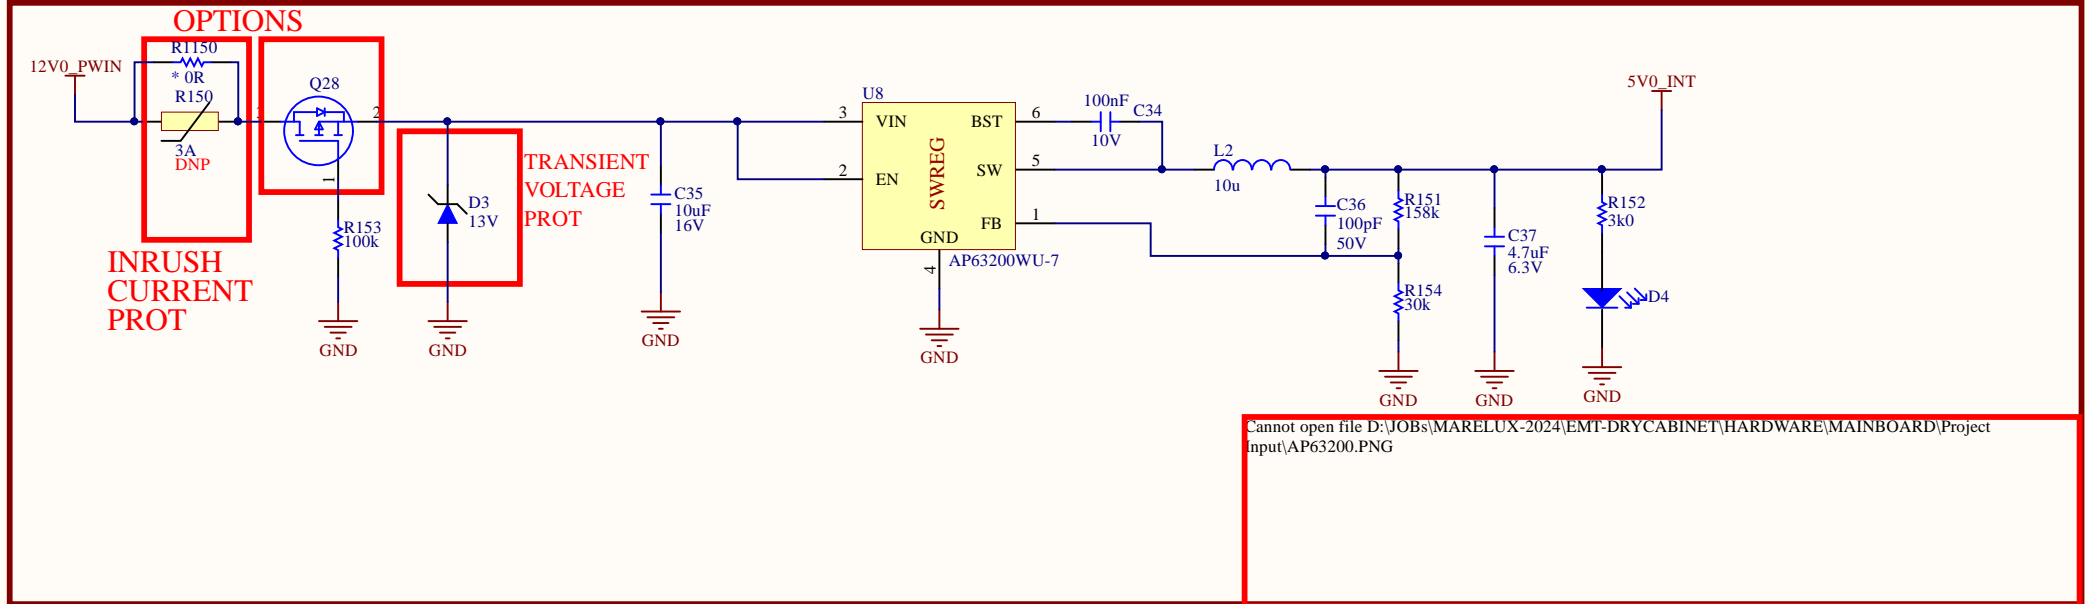 OPTIONS
12V0_PWIN
R1150
* 0R
R150
3A
DNP
INRUSH
CURRENT
PROT
3
Q28
2
1
R153
100k
GND
D3
13V
GND
TRANSIENT
VOLTAGE
PROT
C35
10uF
16V
GND
U8
3
VIN
2
EN
SWREG
BST
6
SW
5
FB
1
GND
4
AP63200WU-7
GND
100nF
C34
10V
L2
10u
C36
100pF
50V
R151
158k
R154
30k
GND
C37
4.7uF
6.3V
GND
5V0_INT
R152
3k0
D4
GND
Cannot open file D:\JOBs\MARELUX-2024\EMT-DRYCABINET\HARDWARE\MAINBOARD\Project
Input\AP63200.PNG